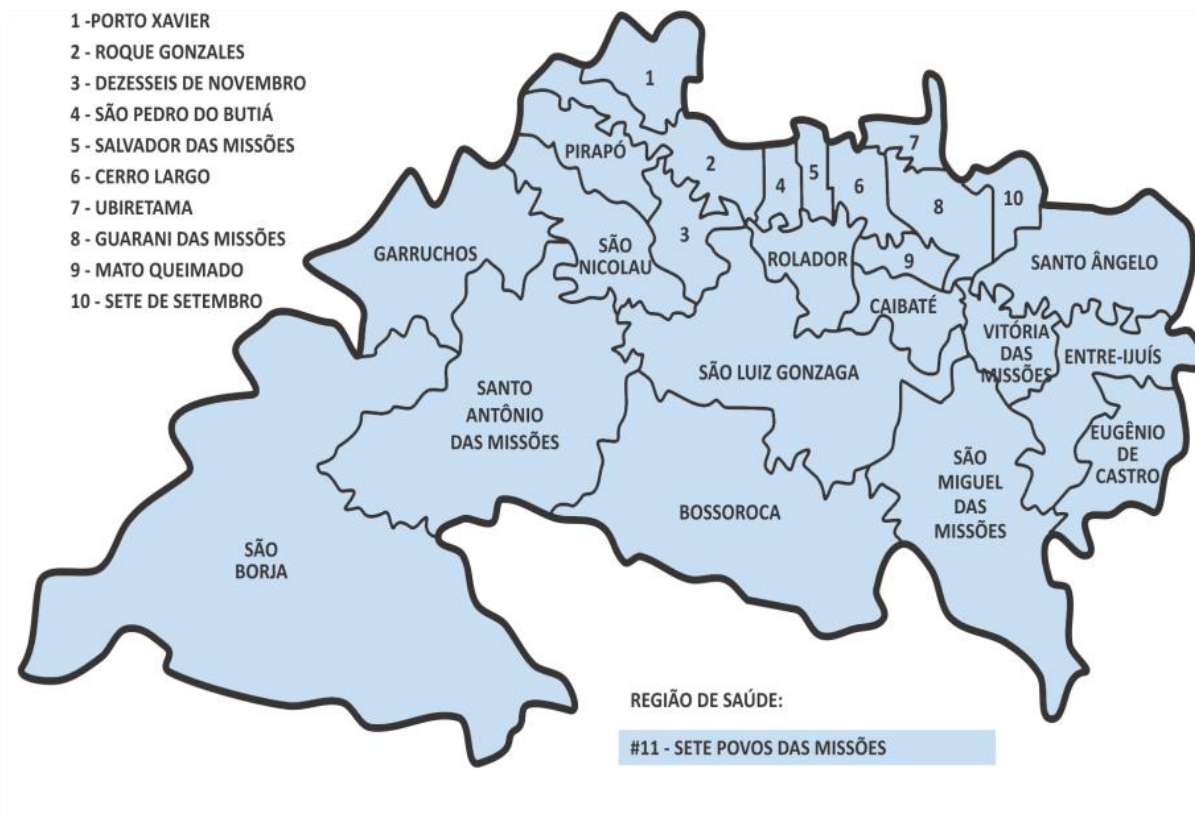 1 -PORTO XAVIER
2 - ROQUE GONZALES
3 - DEZESSEIS DE NOVEMBRO
4 - SÃO PEDRO DO BUTIÁ
5 - SALVADOR DAS MISSÕES
6 - CERRO LARGO
7 - UBIRETAMA
8 - GUARANI DAS MISSÕES
9 - MATO QUEIMADO
10 - SETE DE SETEMBRO
1
PIRAPÓ
2
4
5
6
7
8
10
3
GARRUCHOS
SÃO
NICOLAU
ROLADOR
9
SANTO ÂNGELO
CAIBATÉ
VITÓRIA
DAS
MISSÕES
ENTRE-IJUÍS
SÃO LUIZ GONZAGA
SANTO
ANTÔNIO
DAS MISSÕES
EUGÊNIO
DE
CASTRO
SÃO
MIGUEL
DAS
MISSÕES
BOSSOROCA
SÃO
BORJA
REGIÃO DE SAÚDE:
#11 - SETE POVOS DAS MISSÕES